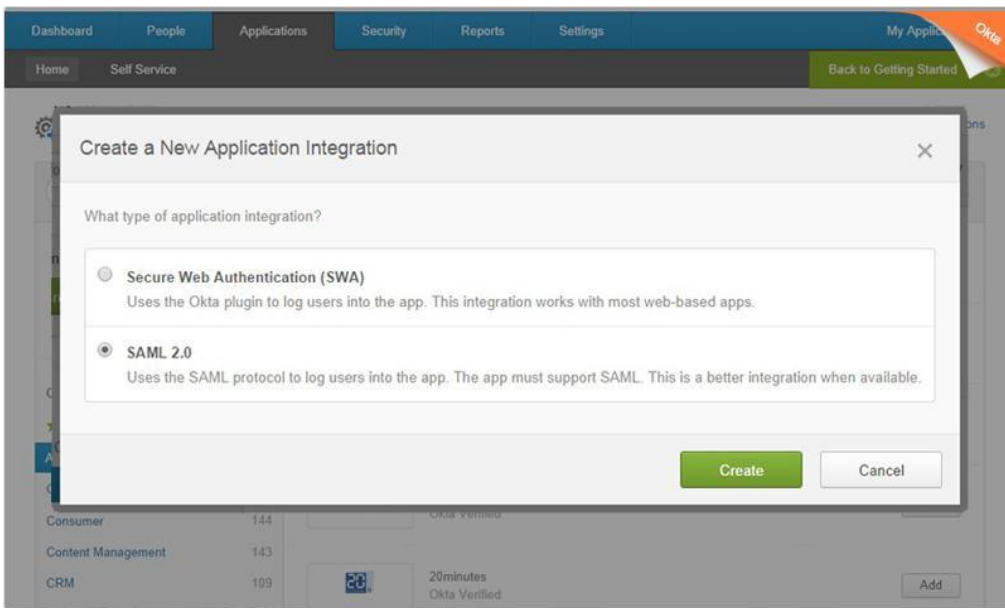 Dashboard People Applications Security Reports Settings My Applic
Okta
Home Self Service Back to Getting Started
ons
Create a New Application Integration
What type of application integration?
Secure Web Authentication (SWA)
Uses the Okta plugin to log users into the app. This integration works with most web-based apps.
SAML 2.0
Uses the SAML protocol to log users into the app. The app must support SAML. This is a better integration when available.
Create Cancel
Okta Verified
Consumer 144
Content Management 143
CRM 109
20
20minutes
Okta Verified
Add